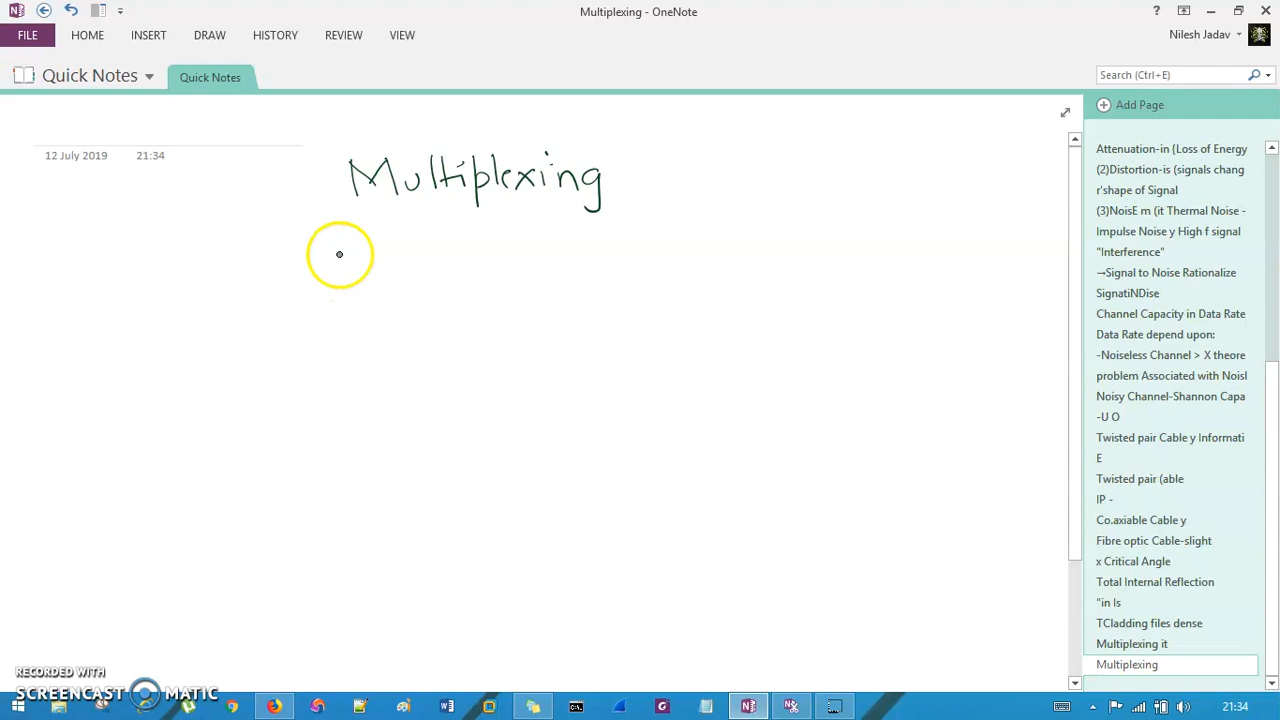 Multiplexing - OneNote
?
FILE
HOME
INSERT
DRAW
HISTORY
REVIEW
VIEW
Nilesh Jadav
Quick Notes
Quick Notes
Search (Ctrl+E)
Add Page
12 July 2019
21:34
Multiplexing
Attenuation-in {Loss of Energy
(2)Distortion-is (signals chang
r'shape of Signal
(3)NoisE m (it Thermal Noise -
Impulse Noise y High f signal
"Interference"
→Signal to Noise Rationalize
SignatiNDise
Channel Capacity in Data Rate
Data Rate depend upon:
-Noiseless Channel > X theore
problem Associated with Noisl
Noisy Channel-Shannon Capa
-U O
Twisted pair Cable y Informati
E
Twisted pair (able
IP -
Co.axiable Cable y
Fibre optic Cable-slight
x Critical Angle
Total Internal Reflection
"in ls
TCladding files dense
Multiplexing it
Multiplexing
RECORDED WITH
SCREENCAST MATIC
21:34